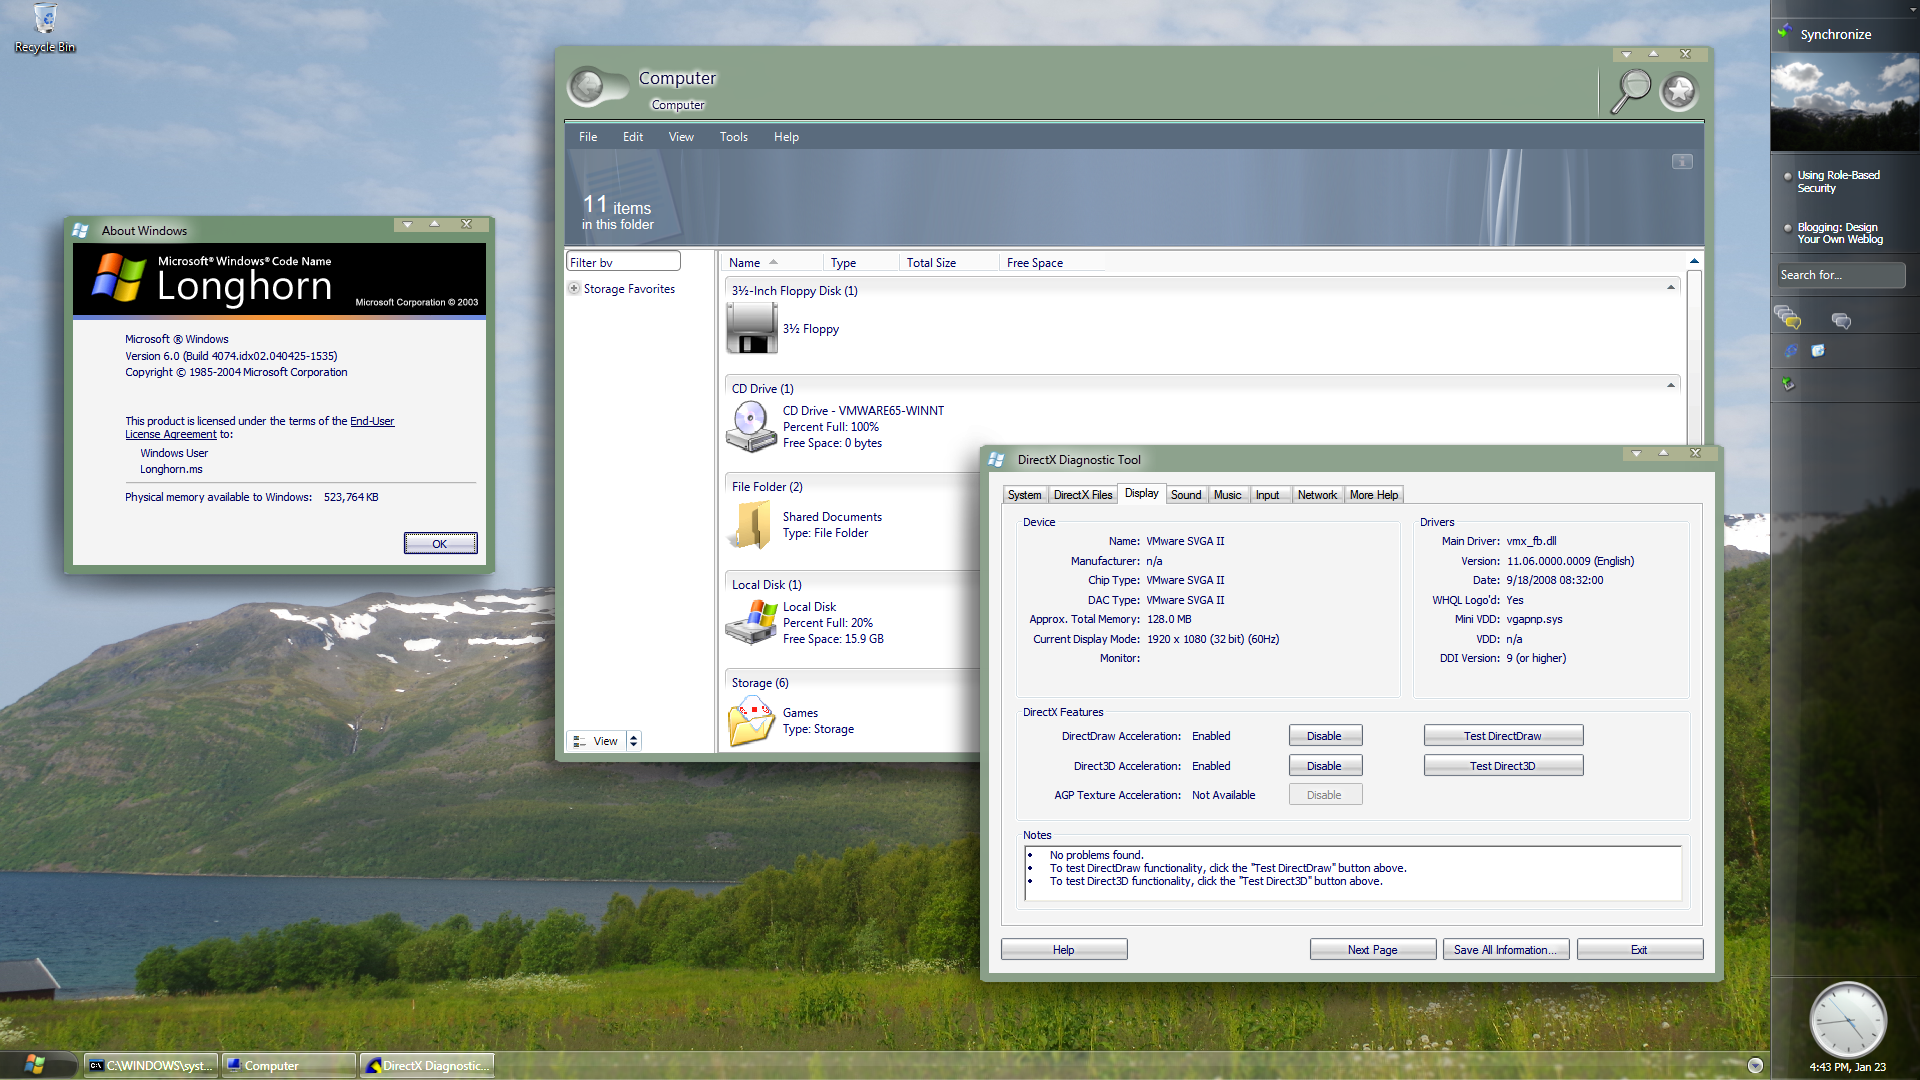 Recycle Bin
About Windows
Microsoft® Windows® Code Name
Longhorn
Microsoft Corporation © 2003
Microsoft ® Windows
Version 6.0 (Build 4074.idx02.040425-1535)
Copyright © 1985-2004 Microsoft Corporation
This product is licensed under the terms of the End-User
License Agreement to:
Windows User
Longhorn.ms
Physical memory available to Windows: 523,764 KB
OK
Computer
Computer
File Edit View Tools Help
11 items
in this folder
Filter by
Storage Favorites
View
Name Type Total Size Free Space
3½-Inch Floppy Disk (1)
3½ Floppy
CD Drive (1)
CD Drive - VMWARE65-WINNT
Percent Full: 100%
Free Space: 0 bytes
File Folder (2)
Shared Documents
Type: File Folder
Local Disk (1)
Local Disk
Percent Full: 20%
Free Space: 15.9 GB
Storage (6)
Games
Type: Storage
DirectX Diagnostic Tool
System DirectX Files Display Sound Music Input Network More Help
Device
Name: VMware SVGA II
Manufacturer: n/a
Chip Type: VMware SVGA II
DAC Type: VMware SVGA II
Approx. Total Memory: 128.0 MB
Current Display Mode: 1920 x 1080 (32 bit) (60Hz)
Monitor:
Drivers
Main Driver: vmx_fb.dll
Version: 11.06.0000.0009 (English)
Date: 9/18/2008 08:32:00
WHQL Logo'd: Yes
Mini VDD: vgapnp.sys
VDD: n/a
DDI Version: 9 (or higher)
DirectX Features
DirectDraw Acceleration: Enabled Disable Test DirectDraw
Direct3D Acceleration: Enabled Disable Test Direct3D
AGP Texture Acceleration: Not Available Disable
Notes
• No problems found.
• To test DirectDraw functionality, click the "Test DirectDraw" button above.
• To test Direct3D functionality, click the "Test Direct3D" button above.
Help Next Page Save All Information... Exit
Synchronize
Using Role-Based
Security
Blogging: Design
Your Own Weblog
Search for...
4:43 PM, Jan 23
C:\WINDOWS\syst... Computer DirectX Diagnostic...